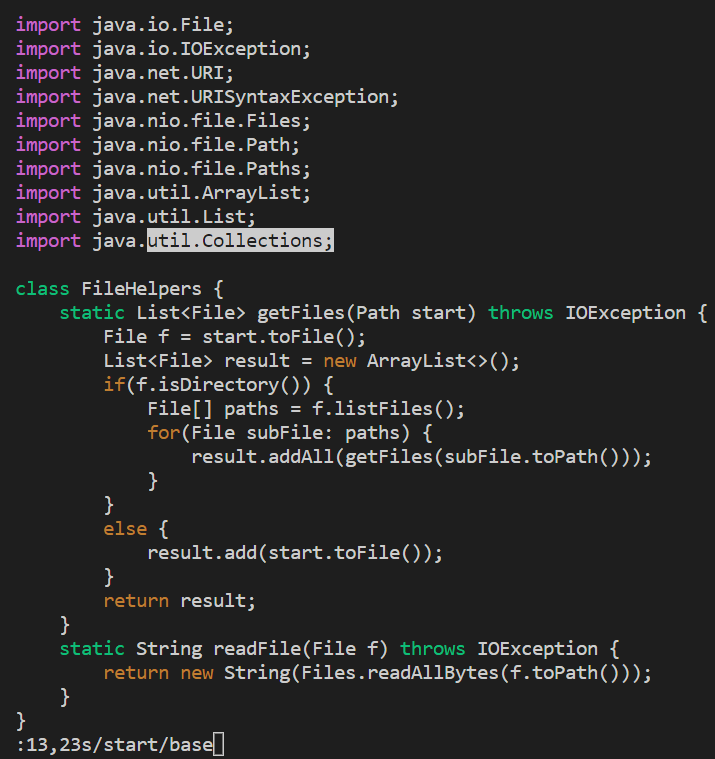 import java.io.File;
import java.io.IOException;
import java.net.URI;
import java.net.URISyntaxException;
import java.nio.file.Files;
import java.nio.file.Path;
import java.nio.file.Paths;
import java.util.ArrayList;
import java.util.List;
import java.util.Collections;

class FileHelpers {
    static List<File> getFiles(Path start) throws IOException {
        File f = start.toFile();
        List<File> result = new ArrayList<>();
        if(f.isDirectory()) {
            File[] paths = f.listFiles();
            for(File subFile: paths) {
                result.addAll(getFiles(subFile.toPath()));
            }
        }
        else {
            result.add(start.toFile());
        }
        return result;
    }
    static String readFile(File f) throws IOException {
        return new String(Files.readAllBytes(f.toPath()));
    }
}
:13,23s/start/base